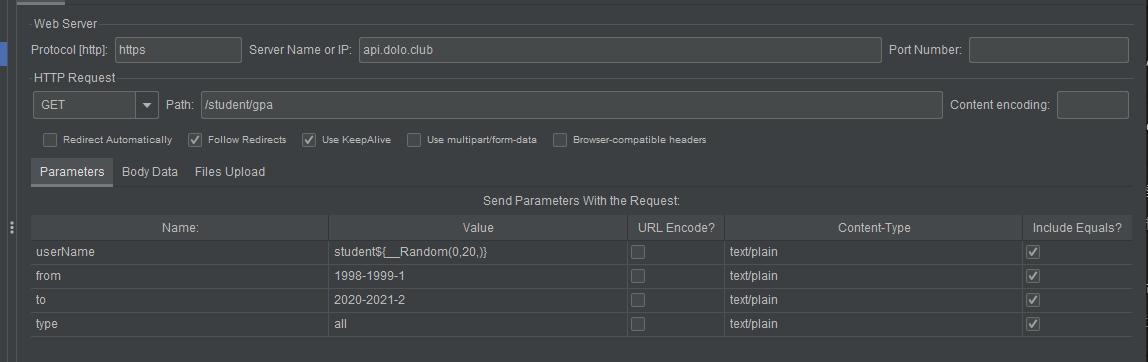 Web Server
Protocol [http]: https Server Name or IP: api.dolo.club Port Number:
HTTP Request
GET Path: /student/gpa Content encoding:
Redirect Automatically Follow Redirects Use KeepAlive Use multipart/form-data Browser-compatible headers
Parameters Body Data Files Upload
Send Parameters With the Request:
Name: Value URL Encode? Content-Type Include Equals?
userName student${__Random(0,20,)} text/plain
from 1998-1999-1 text/plain
to 2020-2021-2 text/plain
type all text/plain